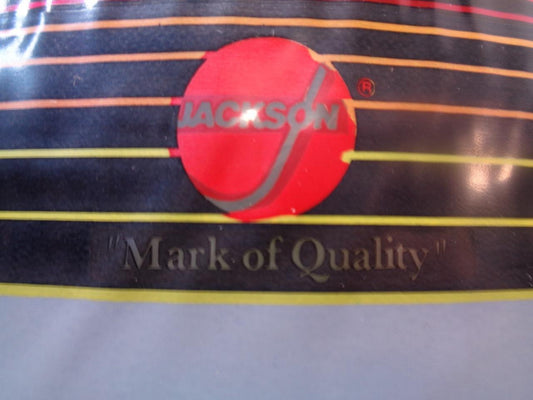 JACKSON ®
"Mark of Quality"